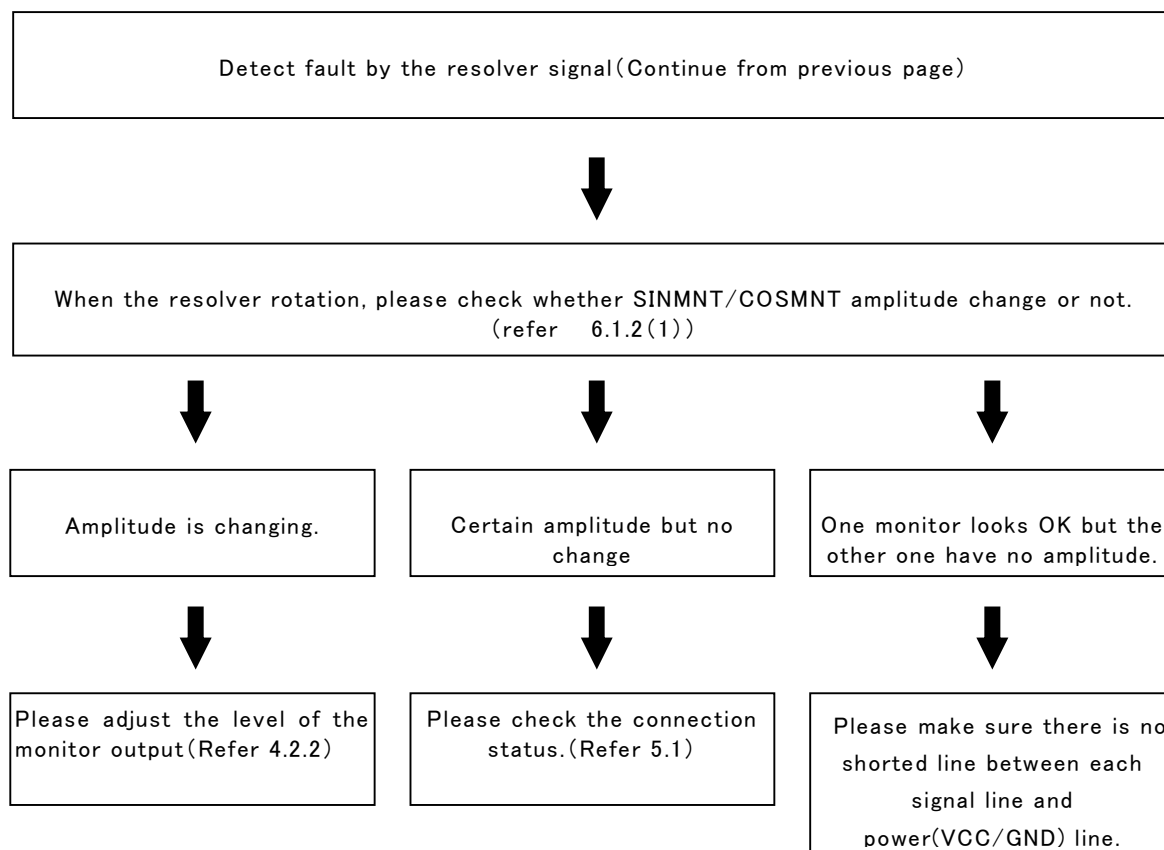 Detect fault by the resolver signal(Continue from previous page)
When the resolver rotation, please check whether SINMNT/COSMNT amplitude change or not.
(refer 6.1.2(1))
Amplitude is changing.
Certain amplitude but no
change
One monitor looks OK but the
other one have no amplitude.
Please adjust the level of the
monitor output(Refer 4.2.2)
Please check the connection
status.(Refer 5.1)
Please make sure there is no
shorted line between each
signal line and
power(VCC/GND) line.